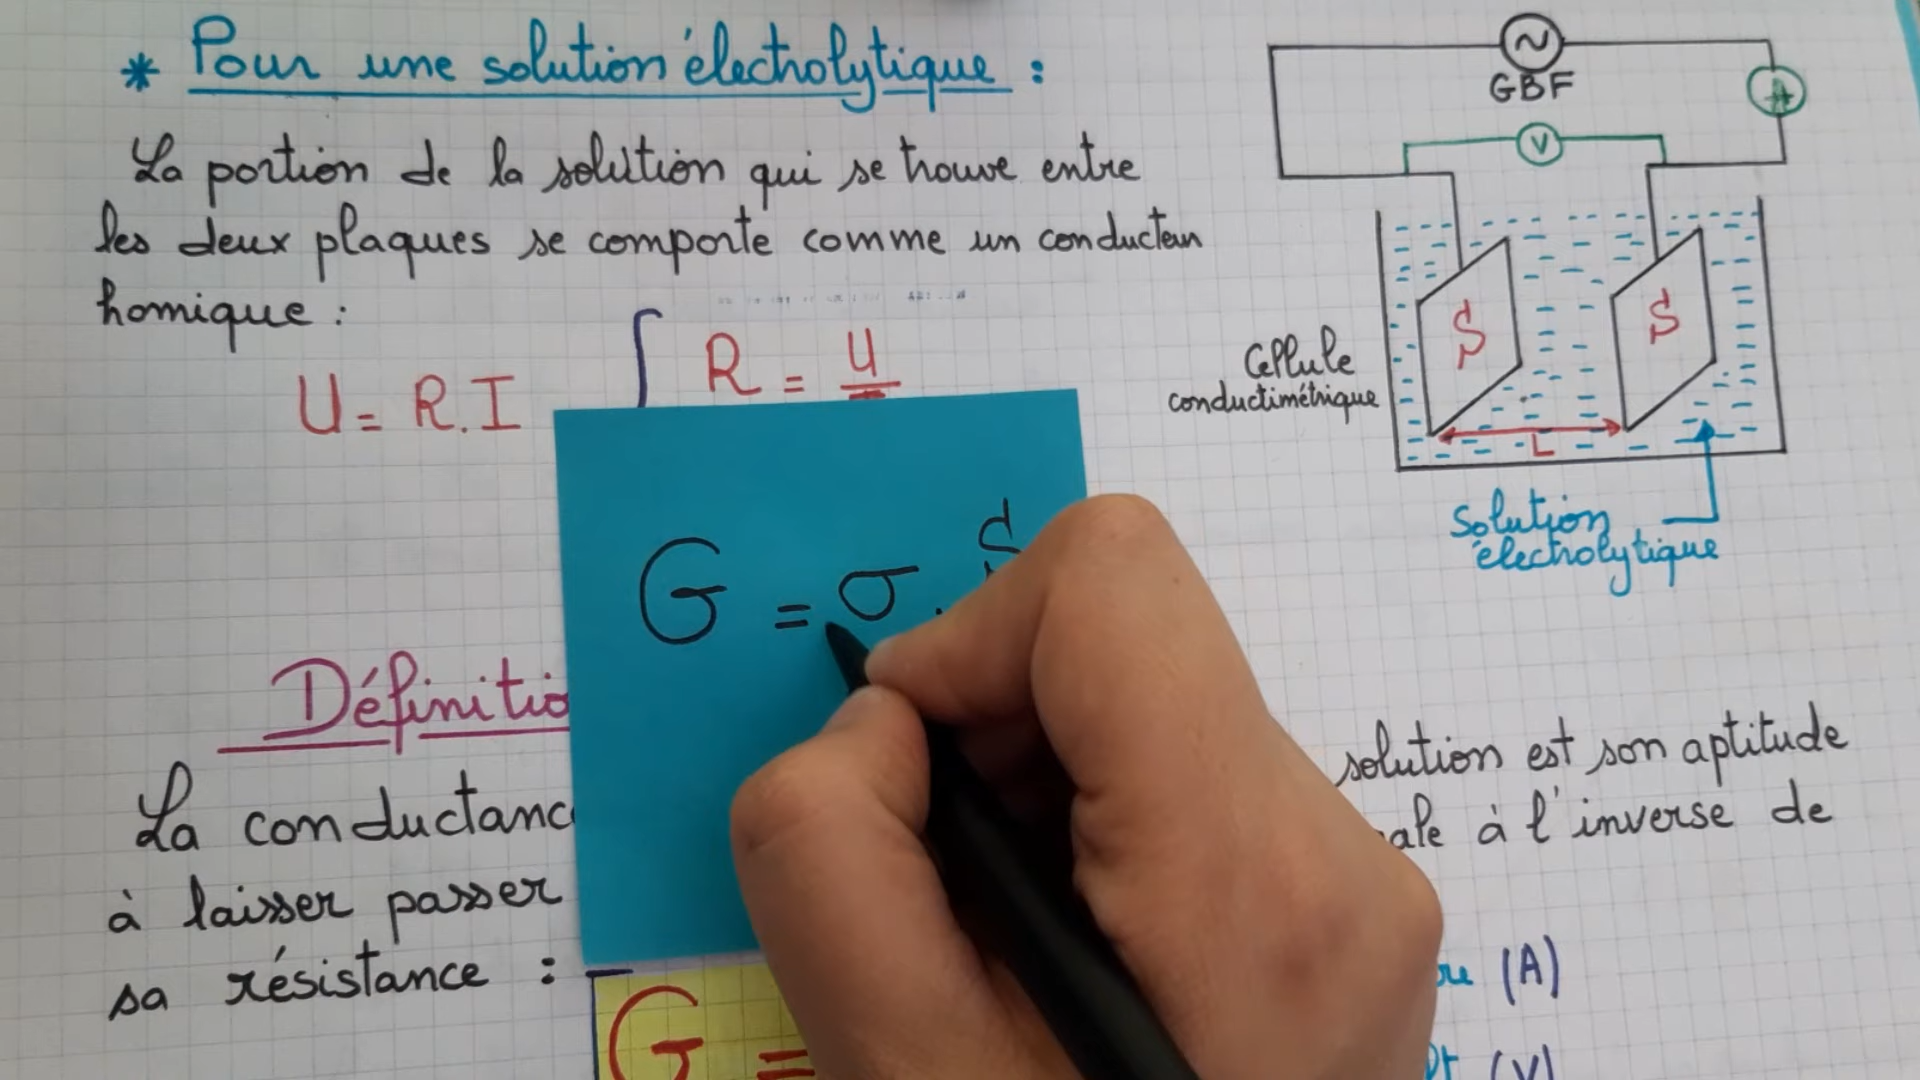 * Pour une solution électrolytique :
La portion de la solution qui se trouve entre
les deux plaques se comporte comme un conducteur
homique :
U = R.I
R = U
G = σ. S
Définitio
La conductanc
solution est son aptitude
à laisser passer
ale à l'inverse de
sa résistance :
(A)
G =
(V)
GBF
V
S S
Cellule
conductimétrique
L
Solution
électrolytique